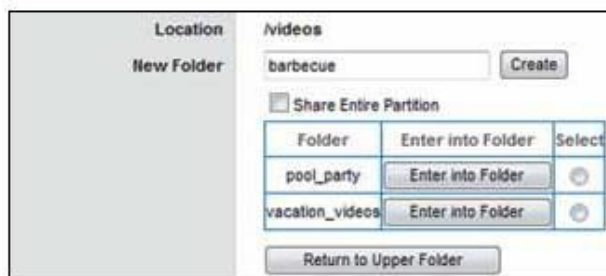 Location /videos
New Folder barbecue Create
Share Entire Partition
Folder Enter into Folder Select
pool_party Enter into Folder
vacation_videos Enter into Folder
Return to Upper Folder